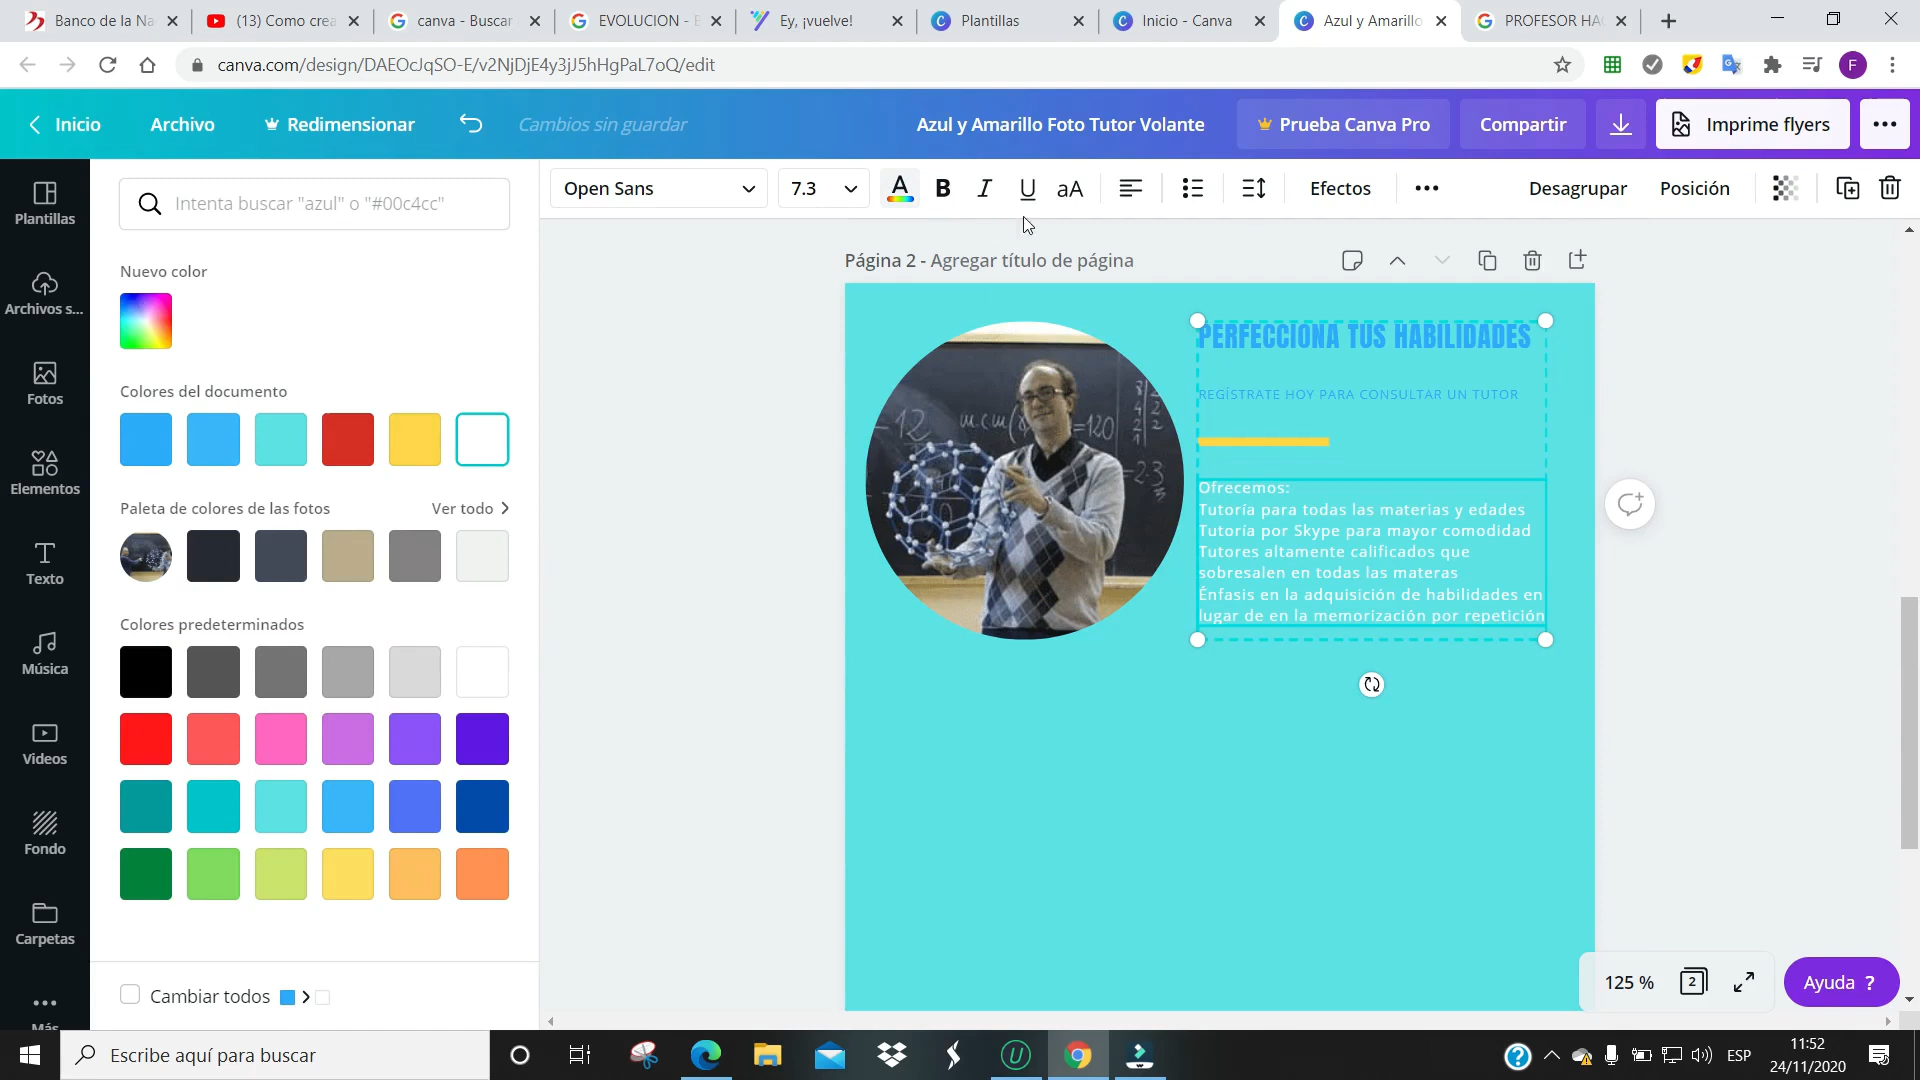 Banco de la Na
(13) Como crea
canva - Buscar
EVOLUCION - B
Ey, ¡vuelve!
Plantillas
Inicio - Canva
Azul y Amarillo
PROFESOR HA
canva.com/design/DAEOcJqSO-E/v2NjDjE4y3jJ5hHgPaL7oQ/edit
F
Inicio
Archivo
Redimensionar
Cambios sin guardar
Azul y Amarillo Foto Tutor Volante
Prueba Canva Pro
Compartir
Imprime flyers
Plantillas
Archivos s...
Fotos
Elementos
Texto
Música
Videos
Fondo
Carpetas
Más
Intenta buscar "azul" o "#00c4cc"
Nuevo color
Colores del documento
Paleta de colores de las fotos
Ver todo
Colores predeterminados
Cambiar todos
Open Sans
7.3
A
B
I
U
aA
Efectos
Desagrupar
Posición
Página 2 - Agregar título de página
PERFECCIONA TUS HABILIDADES
REGÍSTRATE HOY PARA CONSULTAR UN TUTOR
Ofrecemos:
Tutoría para todas las materias y edades
Tutoría por Skype para mayor comodidad
Tutores altamente calificados que
sobresalen en todas las materas
Énfasis en la adquisición de habilidades en
lugar de en la memorización por repetición
125 %
2
Ayuda ?
Escribe aquí para buscar
ESP
11:52
24/11/2020